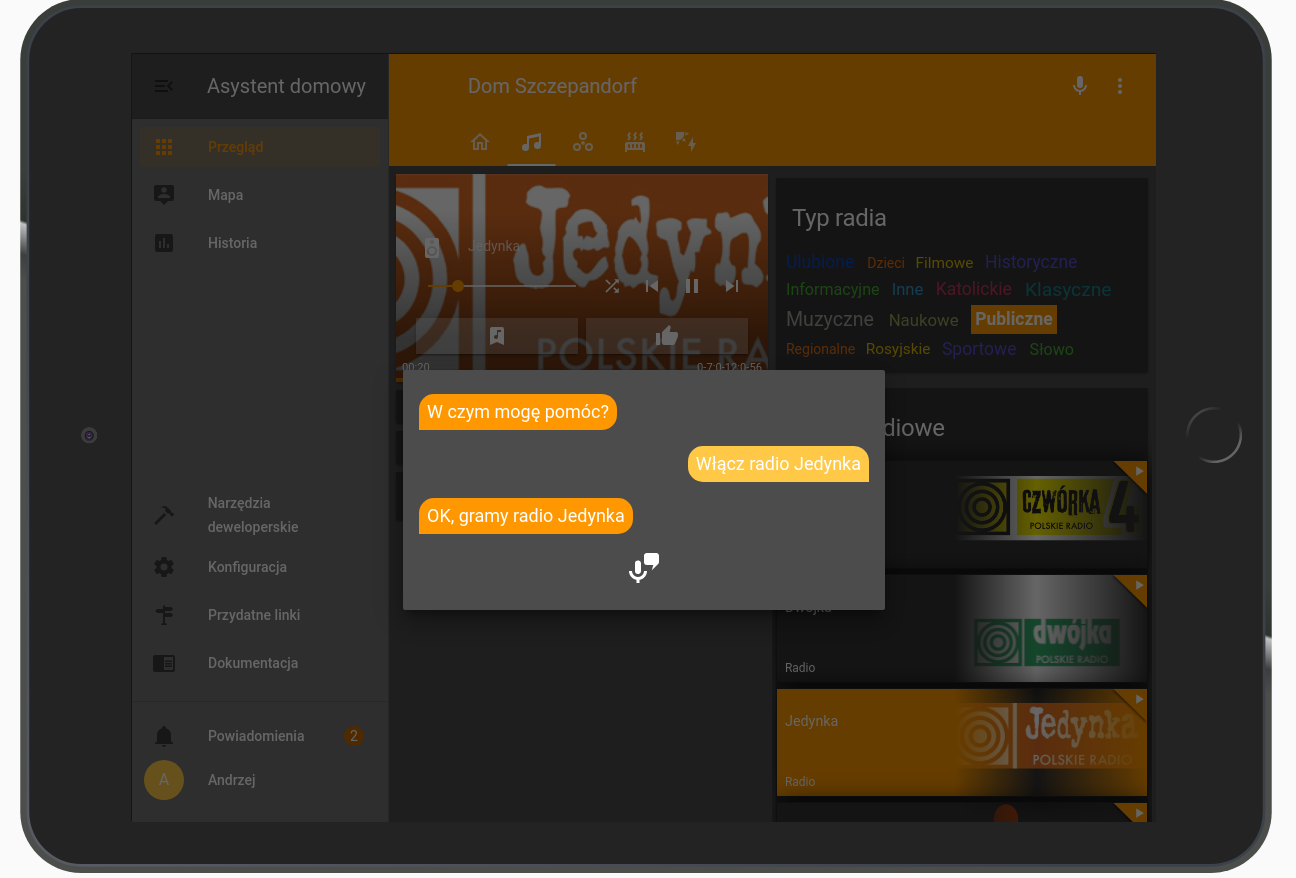 Asystent domowy
Przegląd
Mapa
Historia
Narzędzia
deweloperskie
Konfiguracja
Przydatne linki
Dokumentacja
Powiadomienia 2
A Andrzej
Dom Szczepandorf
Jedynka
POLSKIE RA
00:20 0-7:0-12:0-56
Typ radia
Ulubione Dzieci Filmowe Historyczne
Informacyjne Inne Katolickie Klasyczne
Muzyczne Naukowe Publiczne
Regionalne Rosyjskie Sportowe Słowo
W czym mogę pomóc?
Włącz radio Jedynka
OK, gramy radio Jedynka
diowe
CZWÓRKA 4
POLSKIE RADIO
Dwójka
dwójka
POLSKIE RADIO
Radio
Jedynka
Jedynka
POLSKIE RADIO
Radio